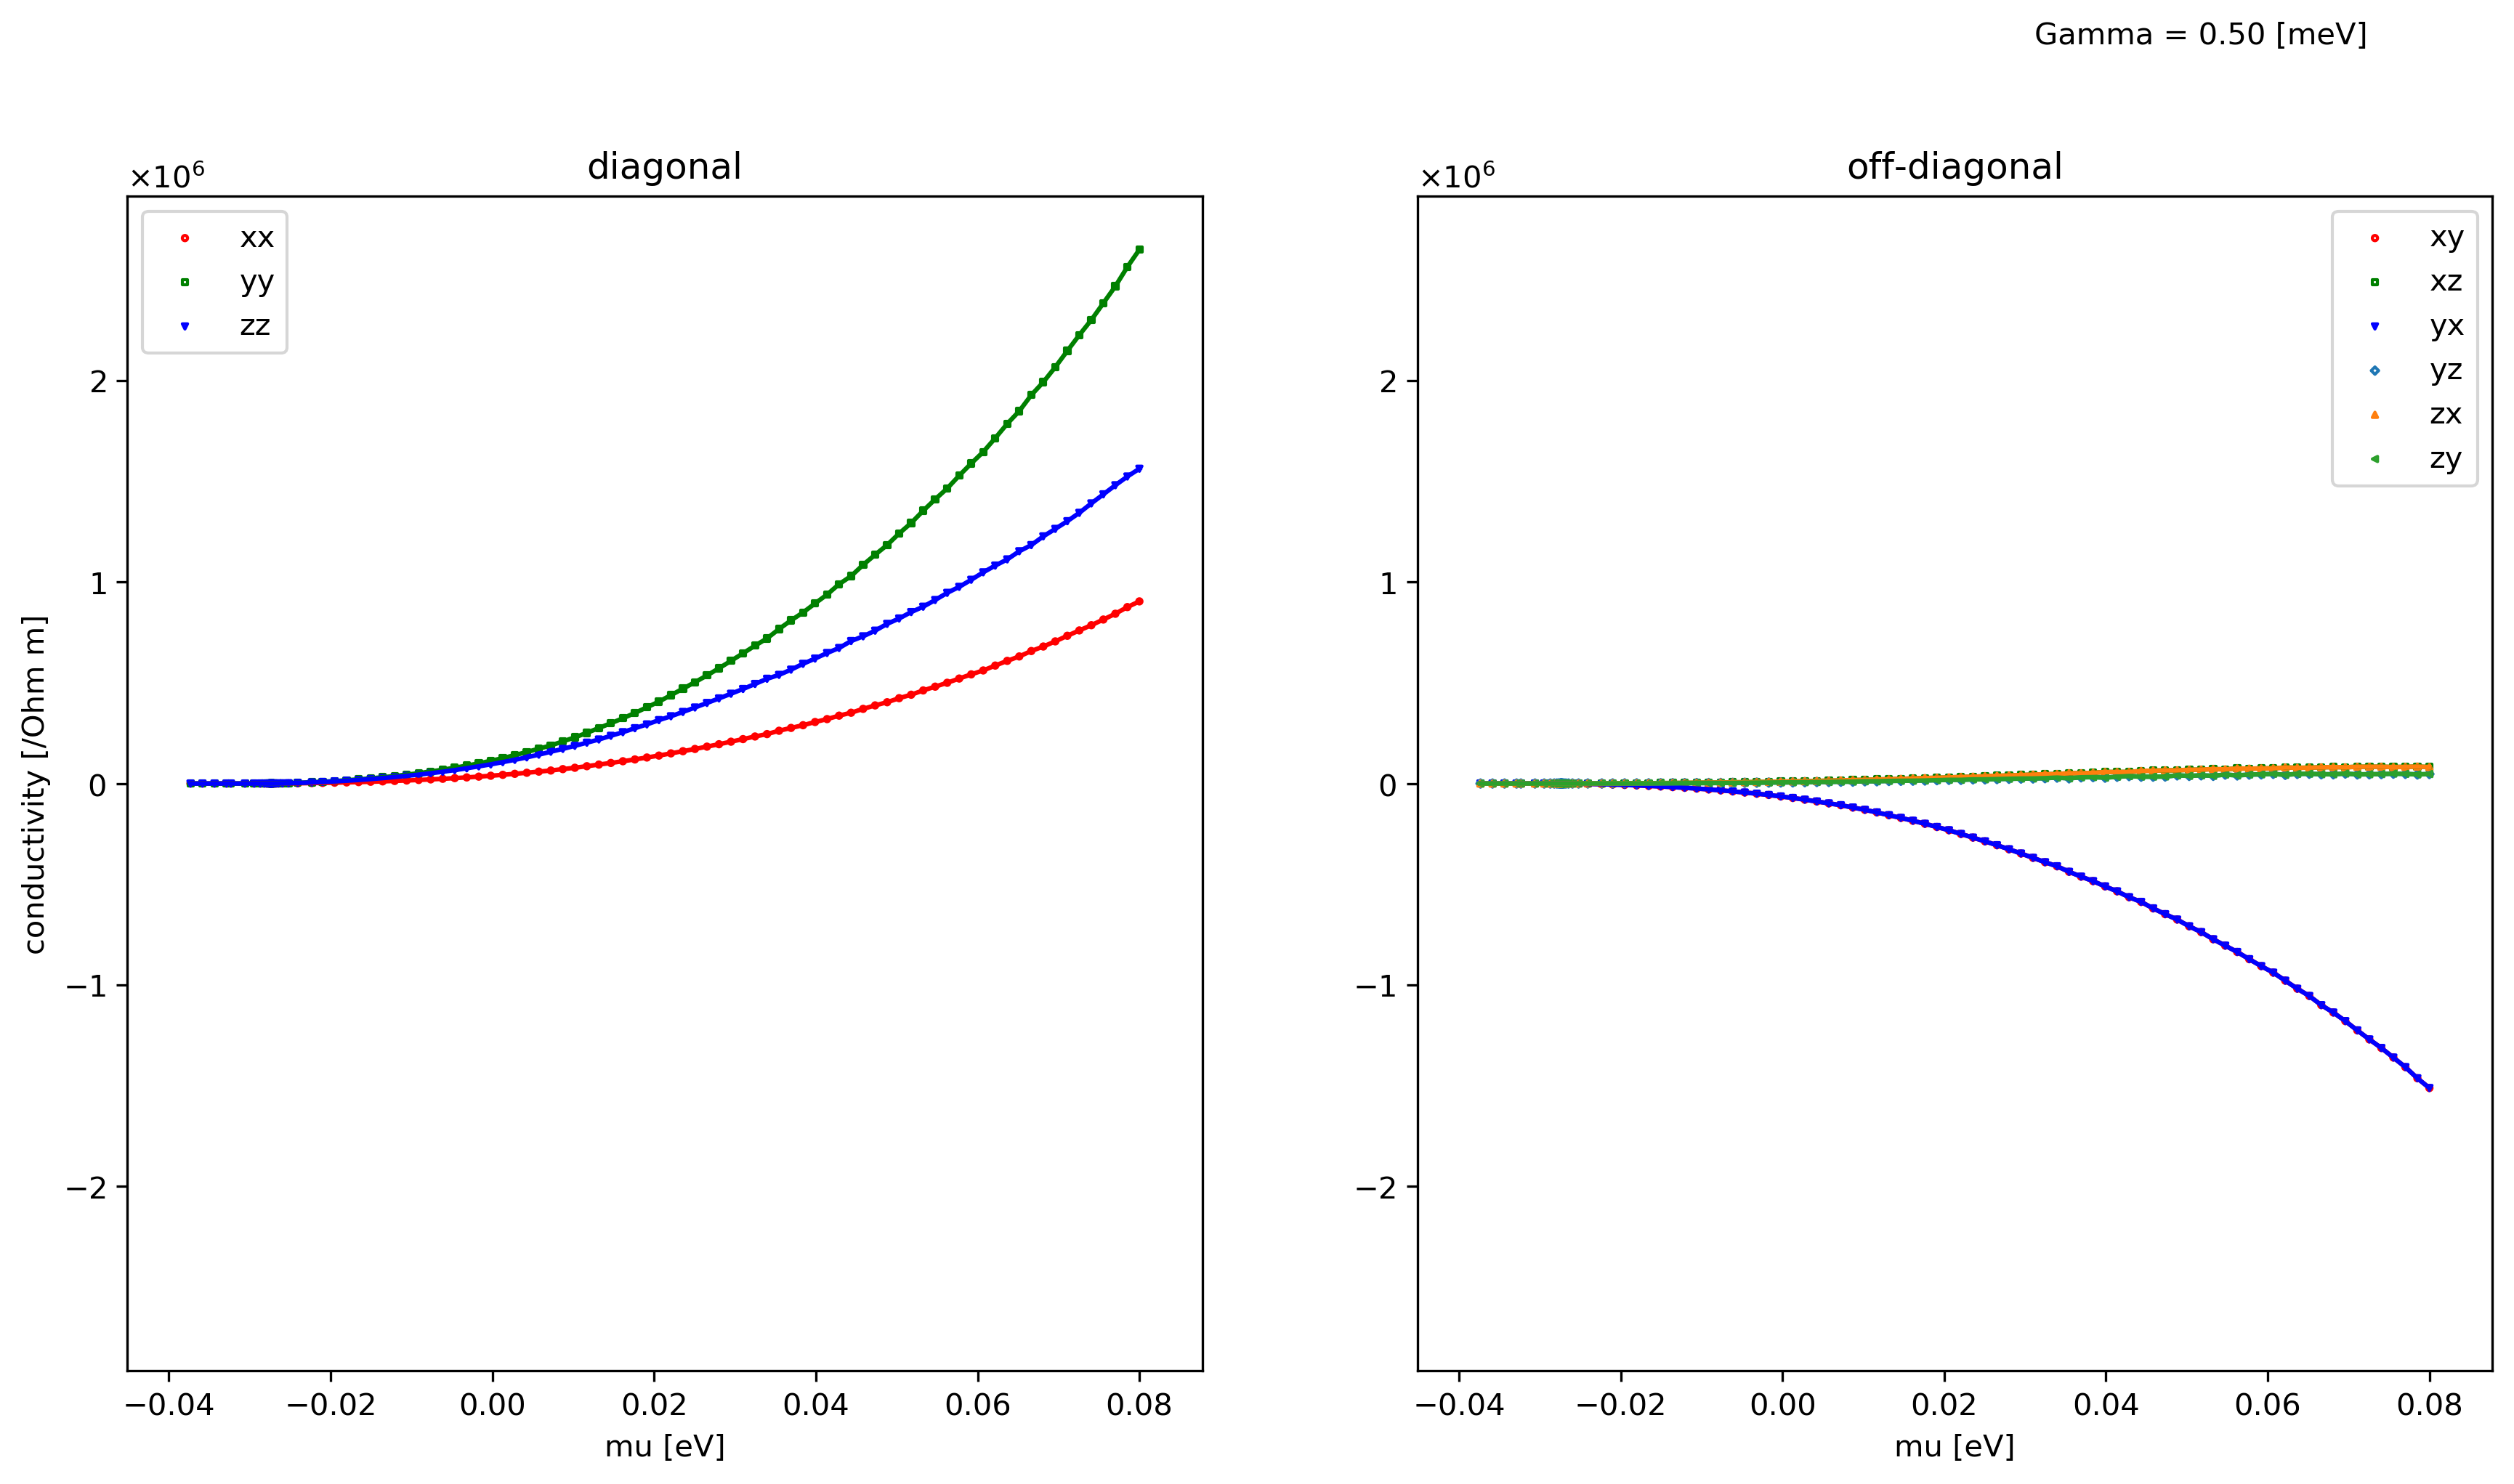 Gamma = 0.50 [meV]
diagonal
×10⁶
xx
yy
zz
2
1
0
−1
−2
conductivity [/Ohm m]
−0.04 −0.02 0.00 0.02 0.04 0.06 0.08
mu [eV]
off-diagonal
×10⁶
xy
xz
yx
yz
zx
zy
2
1
0
−1
−2
−0.04 −0.02 0.00 0.02 0.04 0.06 0.08
mu [eV]